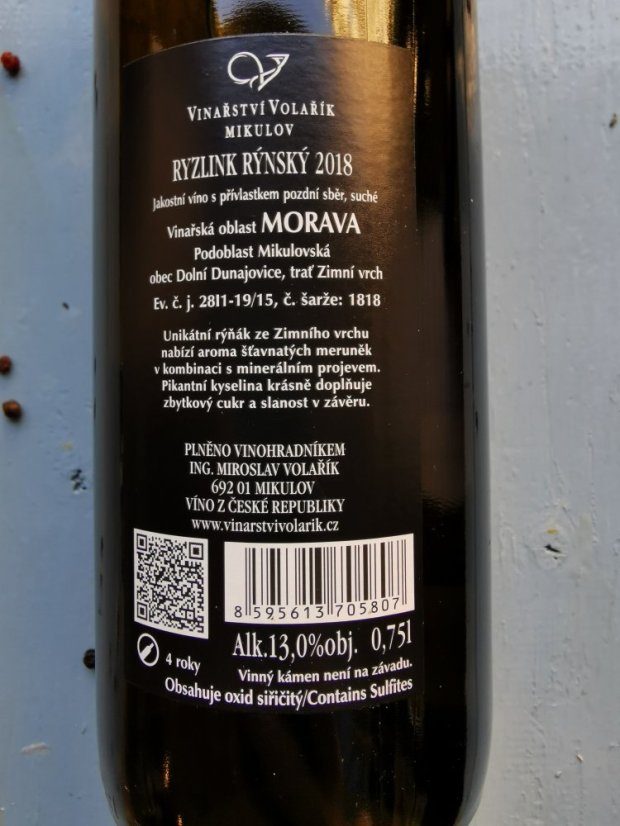 VINAŘSTVÍ VOLAŘÍK
MIKULOV
RYZLINK RÝNSKÝ 2018
Jakostní víno s přívlastkem pozdní sběr, suché
Vinařská oblast MORAVA
Podoblast Mikulovská
obec Dolní Dunajovice, trať Zimní vrch
Ev. č. j. 28I1-19/15, č. šarže: 1818
Unikátní rýňák ze Zimního vrchu
nabízí aroma šťavnatých meruněk
v kombinaci s minerálním projevem.
Pikantní kyselina krásně doplňuje
zbytkový cukr a slanost v závěru.
PLNĚNO VINOHRADNÍKEM
ING. MIROSLAV VOLAŘÍK
692 01 MIKULOV
VÍNO Z ČESKÉ REPUBLIKY
www.vinarstvivolarik.cz
8 595613 705807
Alk.13,0%obj. 0,75l
4 roky
Vinný kámen není na závadu.
Obsahuje oxid siřičitý/Contains Sulfites